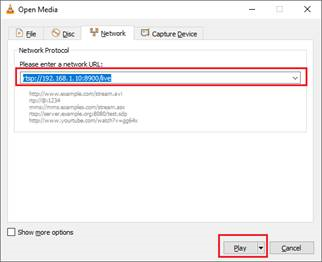 Open Media
File Disc Network Capture Device
Network Protocol
Please enter a network URL:
rtsp://192.168.1.10:8900/live
http://www.example.com/stream.avi
rtp://@:1234
mms://mms.examples.com/stream.asx
rtsp://server.example.org:8080/test.sdp
http://www.yourtube.com/watch?v=gg64x
Show more options
Play Cancel